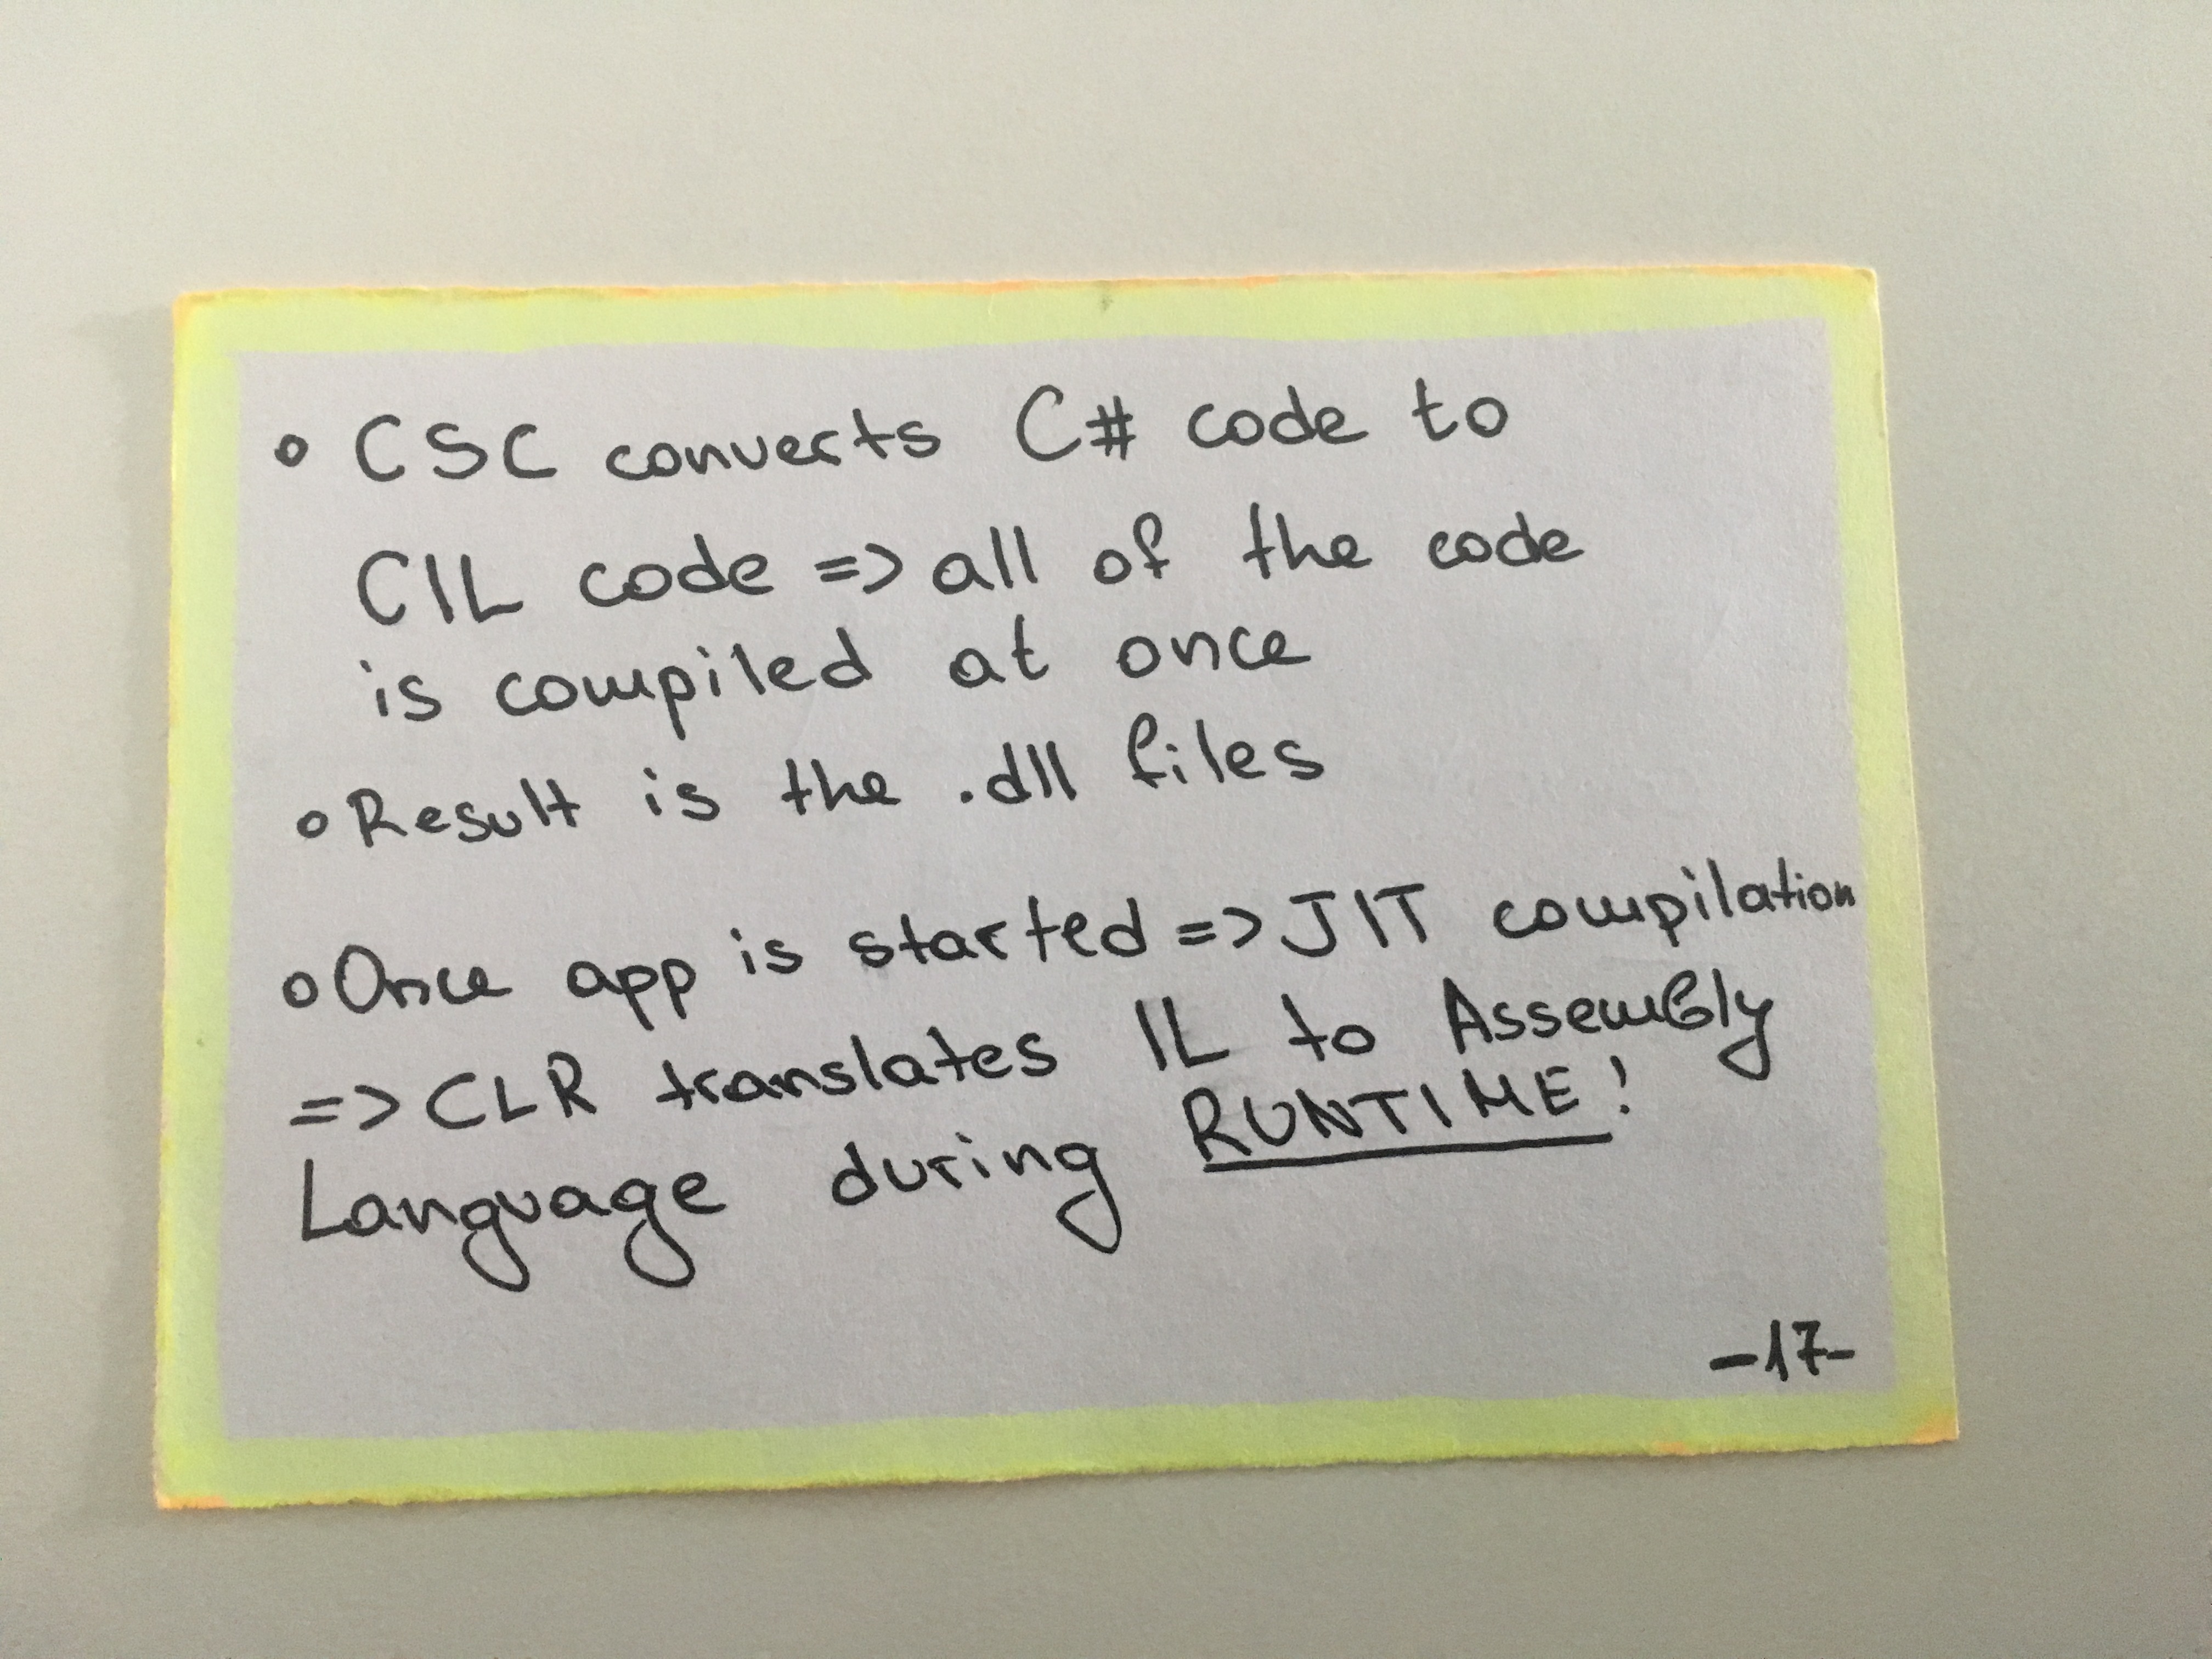 • CSC converts C# code to
CIL code => all of the code
is compiled at once
• Result is the .dll files
• Once app is started => JIT compilation
=> CLR translates IL to Assembly
Language during RUNTIME!
-17-